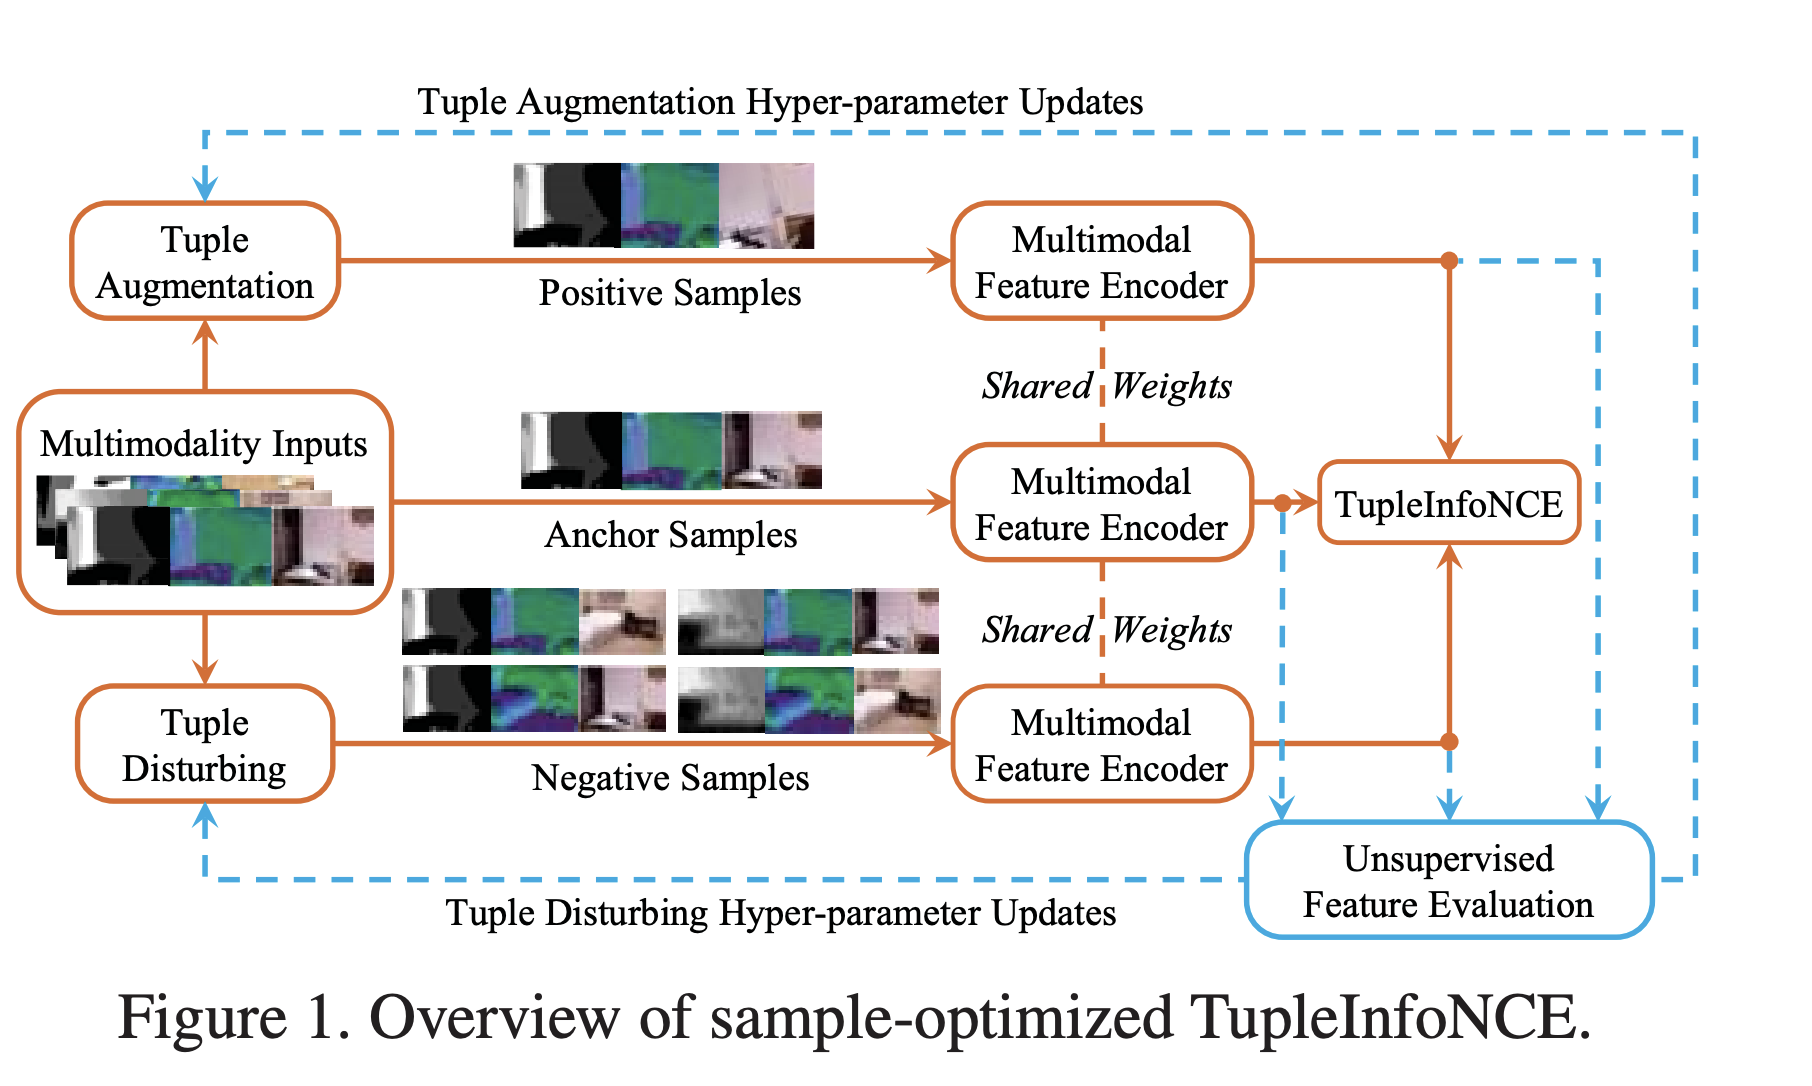 Tuple Augmentation Hyper-parameter Updates
Tuple
Augmentation
Positive Samples
Multimodal
Feature Encoder
Shared Weights
Multimodality Inputs
Anchor Samples
Multimodal
Feature Encoder
TupleInfoNCE
Shared Weights
Tuple
Disturbing
Negative Samples
Multimodal
Feature Encoder
Unsupervised
Feature Evaluation
Tuple Disturbing Hyper-parameter Updates
Figure 1. Overview of sample-optimized TupleInfoNCE.